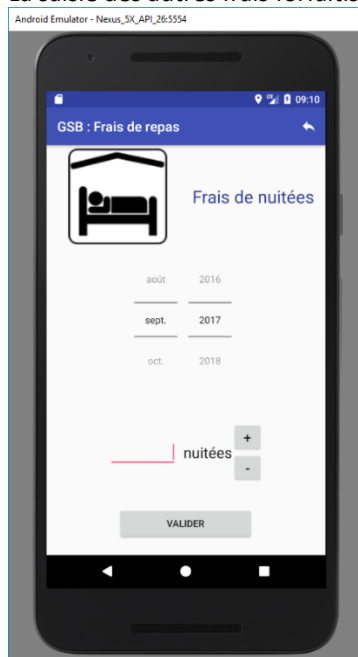 Android Emulator - Nexus_5X_API_26:5554
09:10
GSB : Frais de repas
Frais de nuitées
août 2016
sept. 2017
oct. 2018
nuitées
+
-
VALIDER